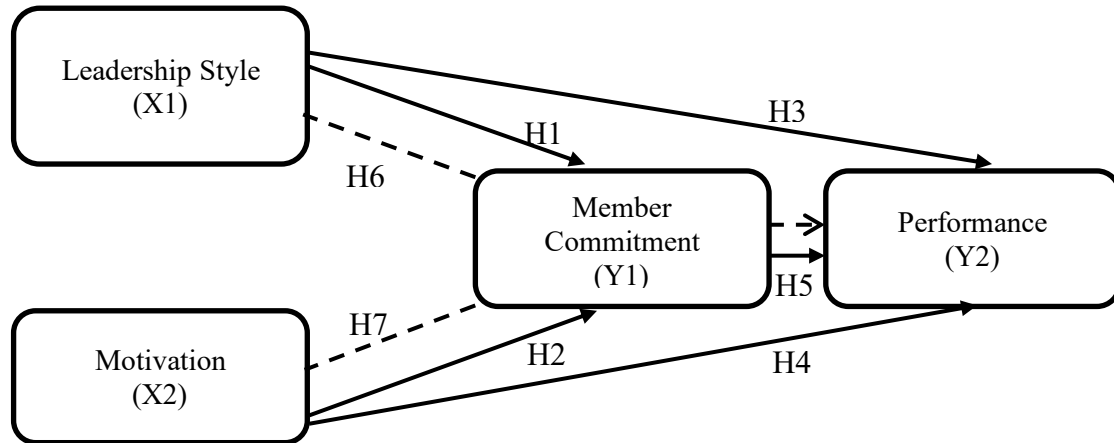 Leadership Style
(X1)
H3
H1
H6
Member
Commitment
(Y1)
Performance
(Y2)
H5
H7
Motivation
(X2)
H2
H4